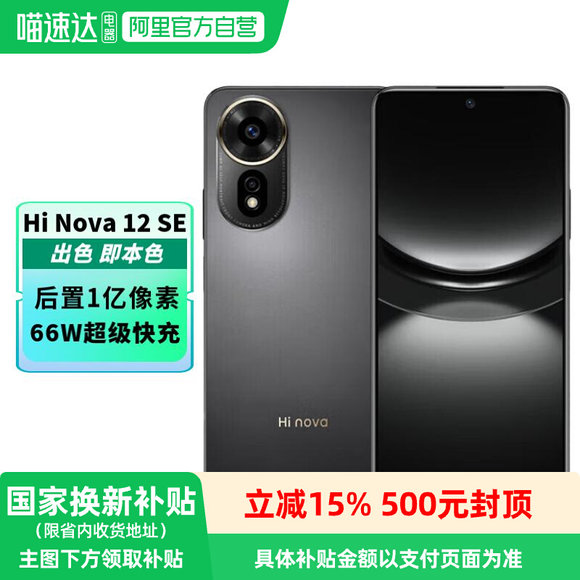 喵速达电器 阿里官方自营
Hi Nova 12 SE
出色 即本色
后置1亿像素
66W超级快充
Hi nova
国家换新补贴
(限省内收货地址)
主图下方领取补贴
立减15% 500元封顶
具体补贴金额以支付页面为准